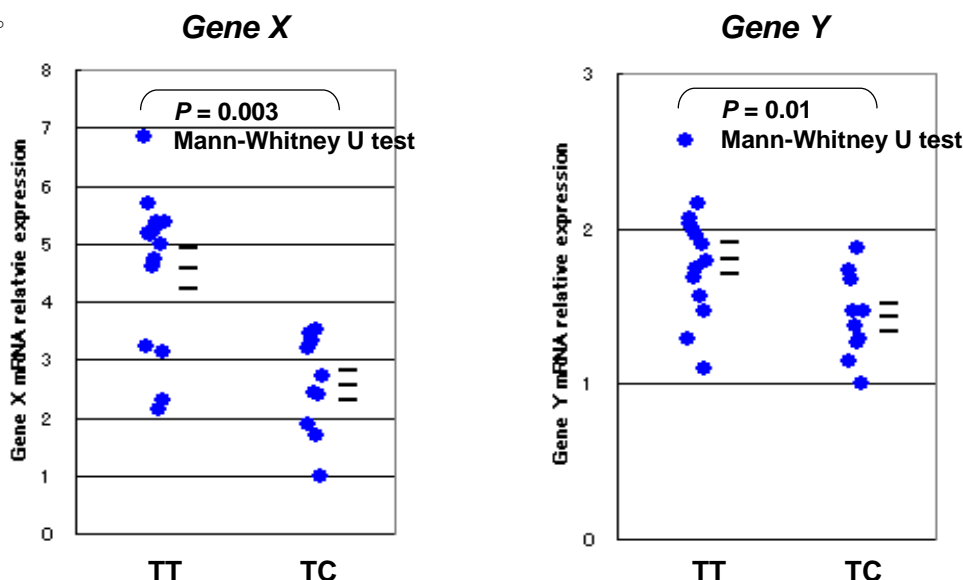 Gene X
8
7
6
5
4
3
2
1
0
Gene X mRNA relatvie expression
P = 0.003
Mann-Whitney U test
TT
TC
Gene Y
3
2
1
0
Gene Y mRNA relative expression
P = 0.01
Mann-Whitney U test
TT
TC